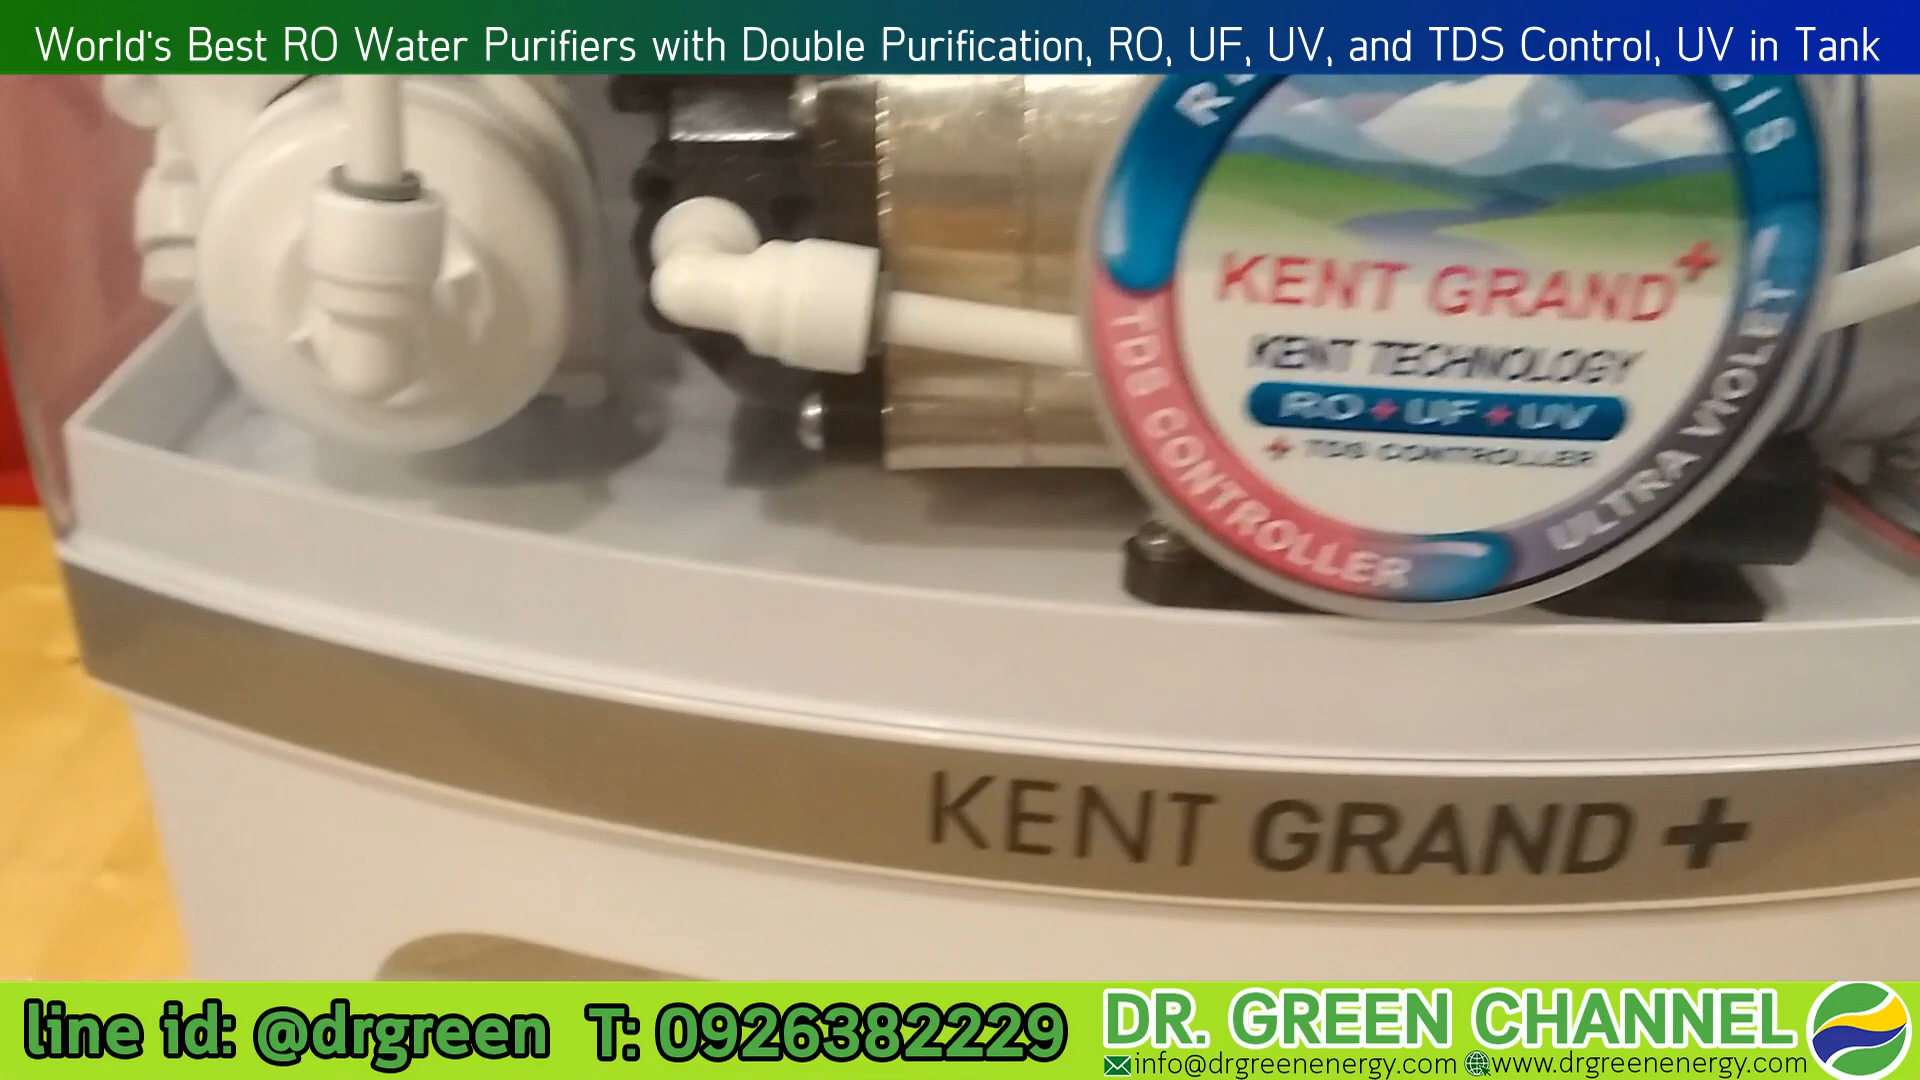 World's Best RO Water Purifiers with Double Purification, RO, UF, UV, and TDS Control, UV in Tank
KENT GRAND+
KENT TECHNOLOGY
RO + UF + UV
+ TDS CONTROLLER
TDS CONTROLLER
ULTRA VIOLET
KENT GRAND +
line id: @drgreen T: 0926382229
DR. GREEN CHANNEL
info@drgreenenergy.com www.drgreenenergy.com